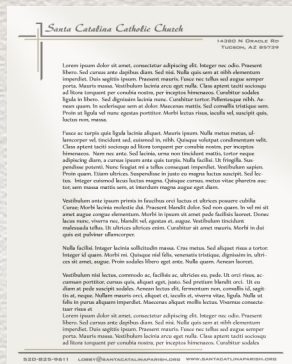 Santa Catalina Catholic Church
14380 N Oracle Rd
Tucson, AZ 85739
Lorem ipsum dolor sit amet, consectetur adipiscing elit. Integer nec odio. Praesent
libero. Sed cursus ante dapibus diam. Sed nisi. Nulla quis sem at nibh elementum
imperdiet. Duis sagittis ipsum. Praesent mauris. Fusce nec tellus sed augue semper
porta. Mauris massa. Vestibulum lacinia arcu eget nulla. Class aptent taciti sociosqu
ad litora torquent per conubia nostra, per inceptos himenaeos. Curabitur sodales
ligula in libero. Sed dignissim lacinia nunc. Curabitur tortor. Pellentesque nibh. Ae-
nean quam. In scelerisque sem at dolor. Maecenas mattis. Sed convallis tristique sem.
Proin ut ligula vel nunc egestas porttitor. Morbi lectus risus, iaculis vel, suscipit quis,
luctus non, massa.
Fusce ac turpis quis ligula lacinia aliquet. Mauris ipsum. Nulla metus metus, ul-
lamcorper vel, tincidunt sed, euismod in, nibh. Quisque volutpat condimentum velit.
Class aptent taciti sociosqu ad litora torquent per conubia nostra, per inceptos
himenaeos. Nam nec ante. Sed lacinia, urna non tincidunt mattis, tortor neque
adipiscing diam, a cursus ipsum ante quis turpis. Nulla facilisi. Ut fringilla. Sus-
pendisse potenti. Nunc feugiat mi a tellus consequat imperdiet. Vestibulum sapien.
Proin quam. Etiam ultrices. Suspendisse in justo eu magna luctus suscipit. Sed lec-
tus. Integer euismod lacus luctus magna. Quisque cursus, metus vitae pharetra auc-
tor, sem massa mattis sem, at interdum magna augue eget diam.
Vestibulum ante ipsum primis in faucibus orci luctus et ultrices posuere cubilia
Curae; Morbi lacinia molestie dui. Praesent blandit dolor. Sed non quam. In vel mi sit
amet augue congue elementum. Morbi in ipsum sit amet pede facilisis laoreet. Donec
lacus nunc, viverra nec, blandit vel, egestas et, augue. Vestibulum tincidunt
malesuada tellus. Ut ultrices ultrices enim. Curabitur sit amet mauris. Morbi in dui
quis est pulvinar ullamcorper.
Nulla facilisi. Integer lacinia sollicitudin massa. Cras metus. Sed aliquet risus a tortor.
Integer id quam. Morbi mi. Quisque nisl felis, venenatis tristique, dignissim in, ultri-
ces sit amet, augue. Proin sodales libero eget ante. Nulla quam. Aenean laoreet.
Vestibulum nisi lectus, commodo ac, facilisis ac, ultricies eu, pede. Ut orci risus, ac-
cumsan porttitor, cursus quis, aliquet eget, justo. Sed pretium blandit orci. Ut eu
diam at pede suscipit sodales. Aenean lectus elit, fermentum non, convallis id, sagit-
tis at, neque. Nullam mauris orci, aliquet et, iaculis et, viverra vitae, ligula. Nulla ut
felis in purus aliquam imperdiet. Maecenas aliquet mollis lectus. Vivamus consecte-
tuer risus et
Lorem ipsum dolor sit amet, consectetur adipiscing elit. Integer nec odio. Praesent
libero. Sed cursus ante dapibus diam. Sed nisi. Nulla quis sem at nibh elementum
imperdiet. Duis sagittis ipsum. Praesent mauris. Fusce nec tellus sed augue semper
porta. Mauris massa. Vestibulum lacinia arcu eget nulla. Class aptent taciti sociosqu
ad litora torquent per conubia nostra, per inceptos himenaeos. Curabitur sodales
520-825-9611 lobby@santacatalinaparish.org www.santacatalinaparish.org